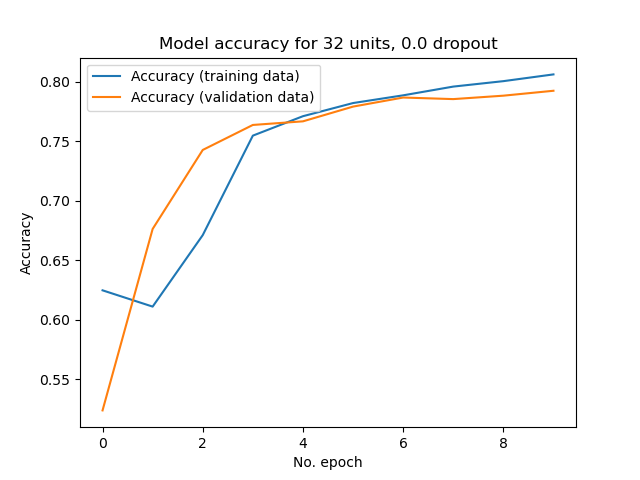 Model accuracy for 32 units, 0.0 dropout
Accuracy (training data)
Accuracy (validation data)
0.80
0.75
0.70
0.65
0.60
0.55
Accuracy
0 2 4 6 8
No. epoch